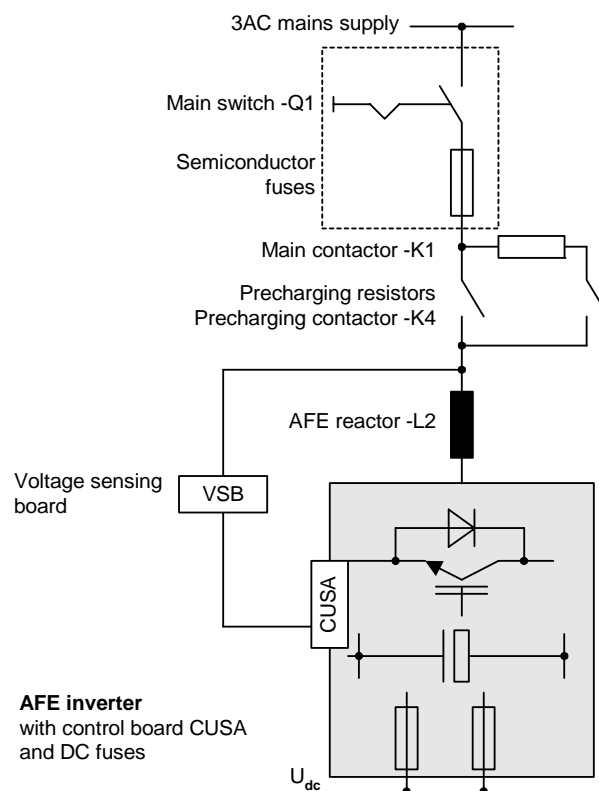 3AC mains supply
Main switch -Q1
Semiconductor
fuses
Main contactor -K1
Precharging resistors
Precharging contactor -K4
AFE reactor -L2
Voltage sensing
board
VSB
CUSA
AFE inverter
with control board CUSA
and DC fuses
Udc